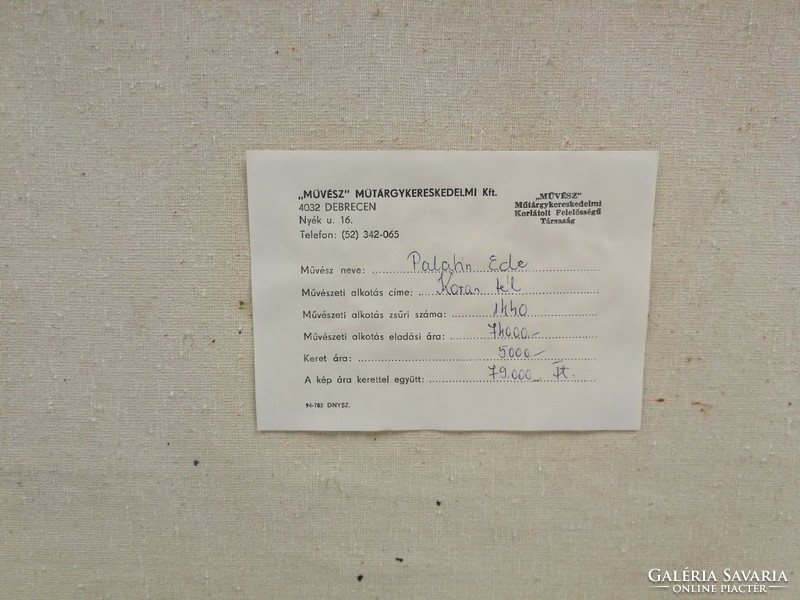 „MŰVÉSZ” MŰTÁRGYKERESKEDELMI Kft.
4032 DEBRECEN
Nyék u. 16.
Telefon: (52) 342-065
„MŰVÉSZ”
Műtárgykereskedelmi
Korlátolt Felelősségű
Társaság
Művész neve: Palatin Ede
Művészeti alkotás címe: Korai tél
Művészeti alkotás zsűri száma: 1440
Művészeti alkotás eladási ára: 74000.-
Keret ára: 5000.-
A kép ára kerettel együtt: 79.000 Ft.
94-783 DNYSZ.
GALÉRIA SAVARIA
ONLINE PIACTÉR